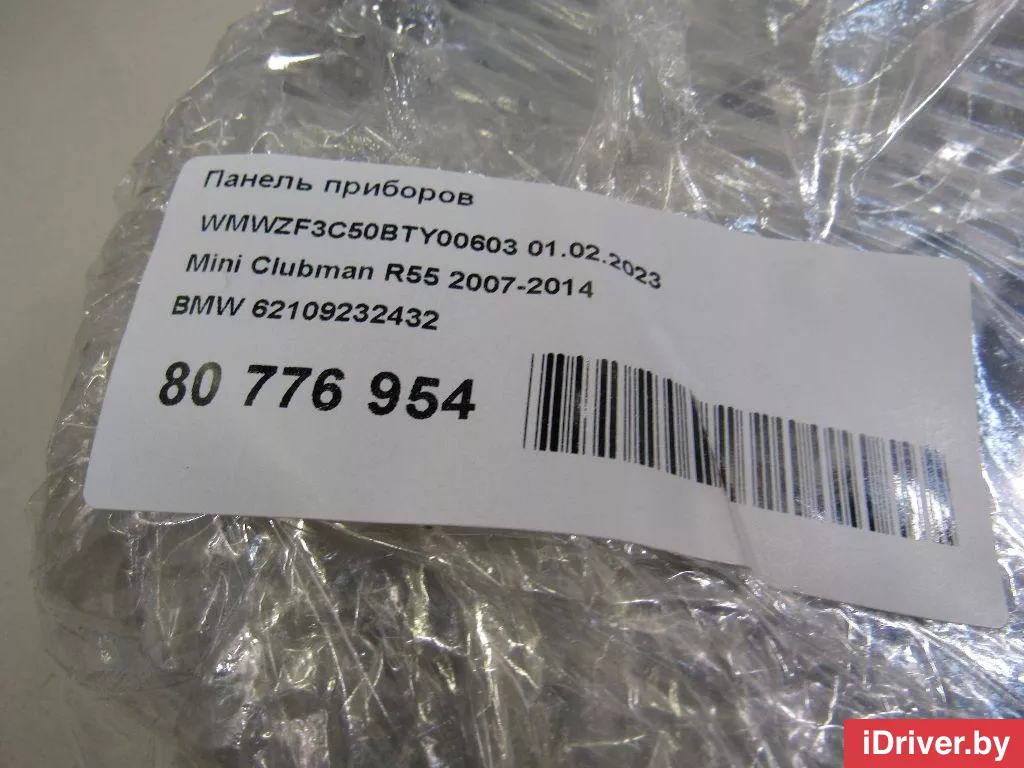 Панель приборов
WMWZF3C50BTY00603 01.02.2023
Mini Clubman R55 2007-2014
BMW 62109232432
80 776 954
iDriver.by